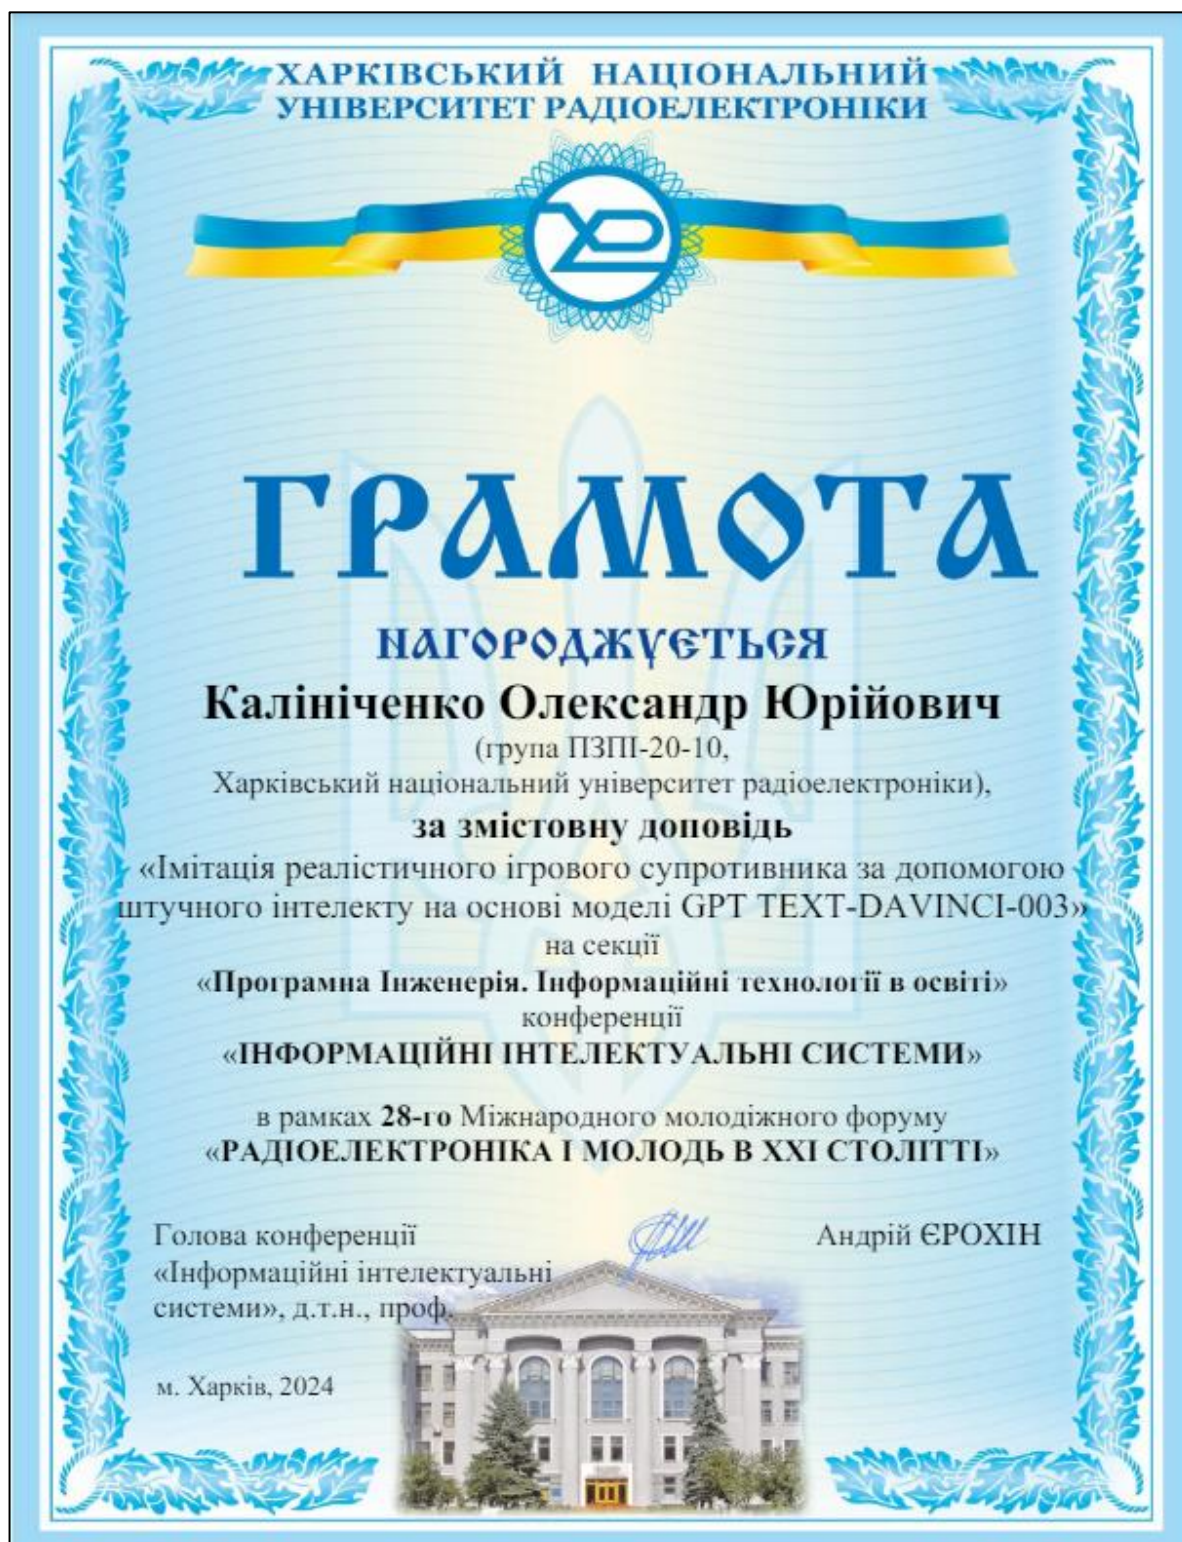 ХАРКІВСЬКИЙ НАЦІОНАЛЬНИЙ
УНІВЕРСИТЕТ РАДІОЕЛЕКТРОНІКИ
ГРАМОТА
НАГОРОДЖУЄТЬСЯ
Калініченко Олександр Юрійович
(група ПЗПІ-20-10,
Харківський національний університет радіоелектроніки),
за змістовну доповідь
«Імітація реалістичного ігрового супротивника за допомогою
штучного інтелекту на основі моделі GPT TEXT-DAVINCI-003»
на секції
«Програмна Інженерія. Інформаційні технології в освіті»
конференції
«ІНФОРМАЦІЙНІ ІНТЕЛЕКТУАЛЬНІ СИСТЕМИ»
в рамках 28-го Міжнародного молодіжного форуму
«РАДІОЕЛЕКТРОНІКА І МОЛОДЬ В ХХІ СТОЛІТТІ»
Голова конференції
«Інформаційні інтелектуальні
системи», д.т.н., проф.
Андрій ЄРОХІН
м. Харків, 2024